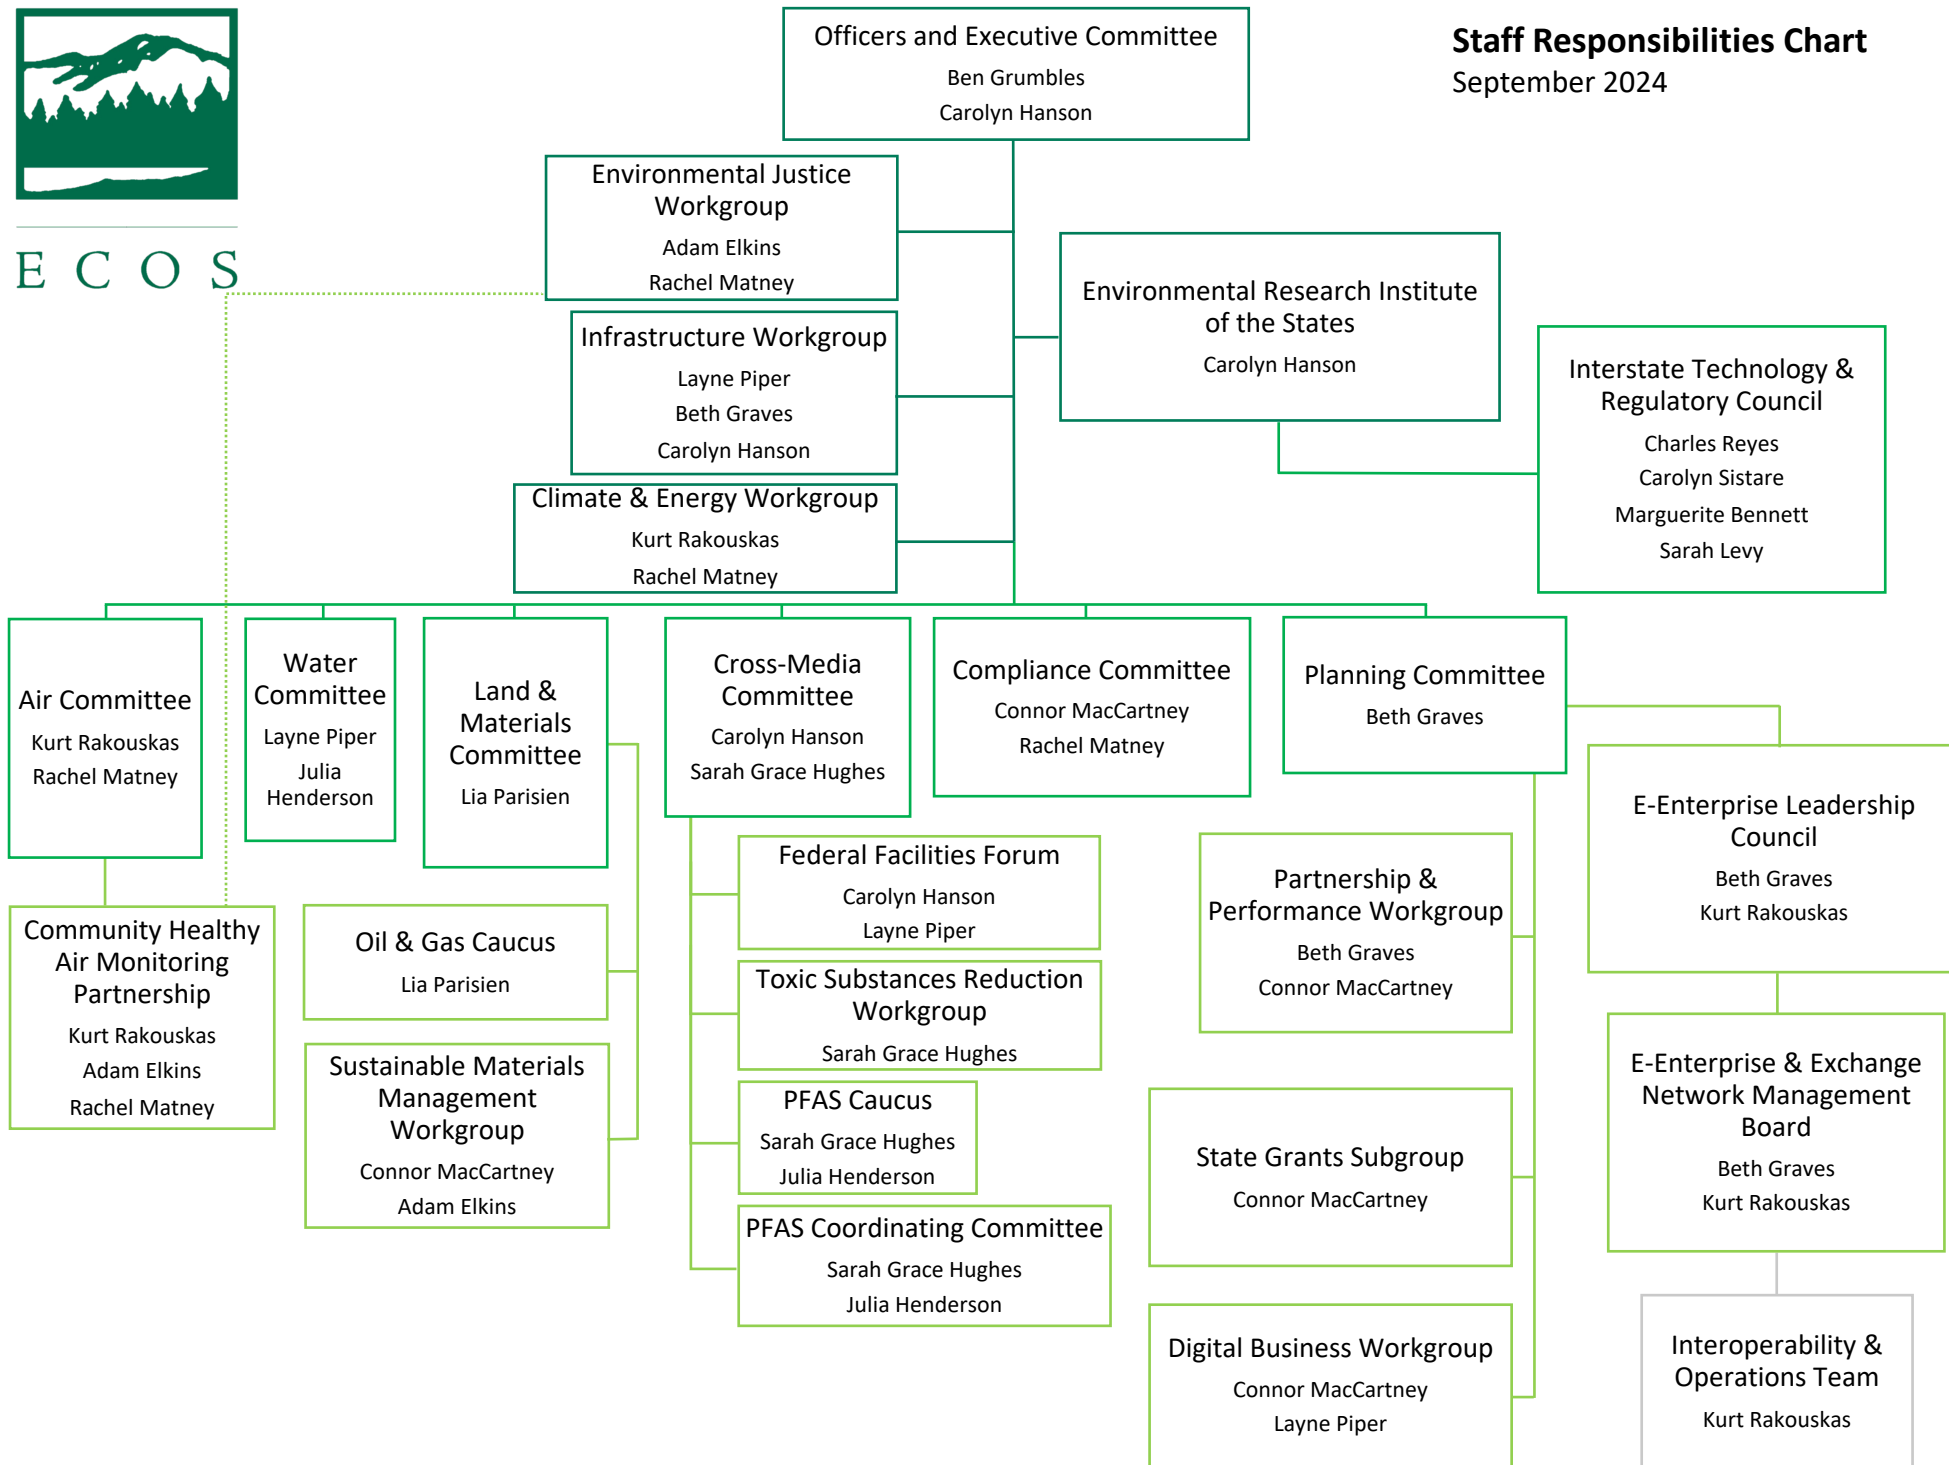 ECOS
Staff Responsibilities Chart
September 2024
Officers and Executive Committee
Ben Grumbles
Carolyn Hanson
Environmental Justice
Workgroup
Adam Elkins
Rachel Matney
Infrastructure Workgroup
Layne Piper
Beth Graves
Carolyn Hanson
Climate & Energy Workgroup
Kurt Rakouskas
Rachel Matney
Environmental Research Institute
of the States
Carolyn Hanson
Interstate Technology &
Regulatory Council
Charles Reyes
Carolyn Sistare
Marguerite Bennett
Sarah Levy
Air Committee
Kurt Rakouskas
Rachel Matney
Community Healthy
Air Monitoring
Partnership
Kurt Rakouskas
Adam Elkins
Rachel Matney
Water
Committee
Layne Piper
Julia
Henderson
Land &
Materials
Committee
Lia Parisien
Oil & Gas Caucus
Lia Parisien
Sustainable Materials
Management
Workgroup
Connor MacCartney
Adam Elkins
Cross-Media
Committee
Carolyn Hanson
Sarah Grace Hughes
Federal Facilities Forum
Carolyn Hanson
Layne Piper
Toxic Substances Reduction
Workgroup
Sarah Grace Hughes
PFAS Caucus
Sarah Grace Hughes
Julia Henderson
PFAS Coordinating Committee
Sarah Grace Hughes
Julia Henderson
Compliance Committee
Connor MacCartney
Rachel Matney
Planning Committee
Beth Graves
Partnership &
Performance Workgroup
Beth Graves
Connor MacCartney
State Grants Subgroup
Connor MacCartney
Digital Business Workgroup
Connor MacCartney
Layne Piper
E-Enterprise Leadership
Council
Beth Graves
Kurt Rakouskas
E-Enterprise & Exchange
Network Management
Board
Beth Graves
Kurt Rakouskas
Interoperability &
Operations Team
Kurt Rakouskas